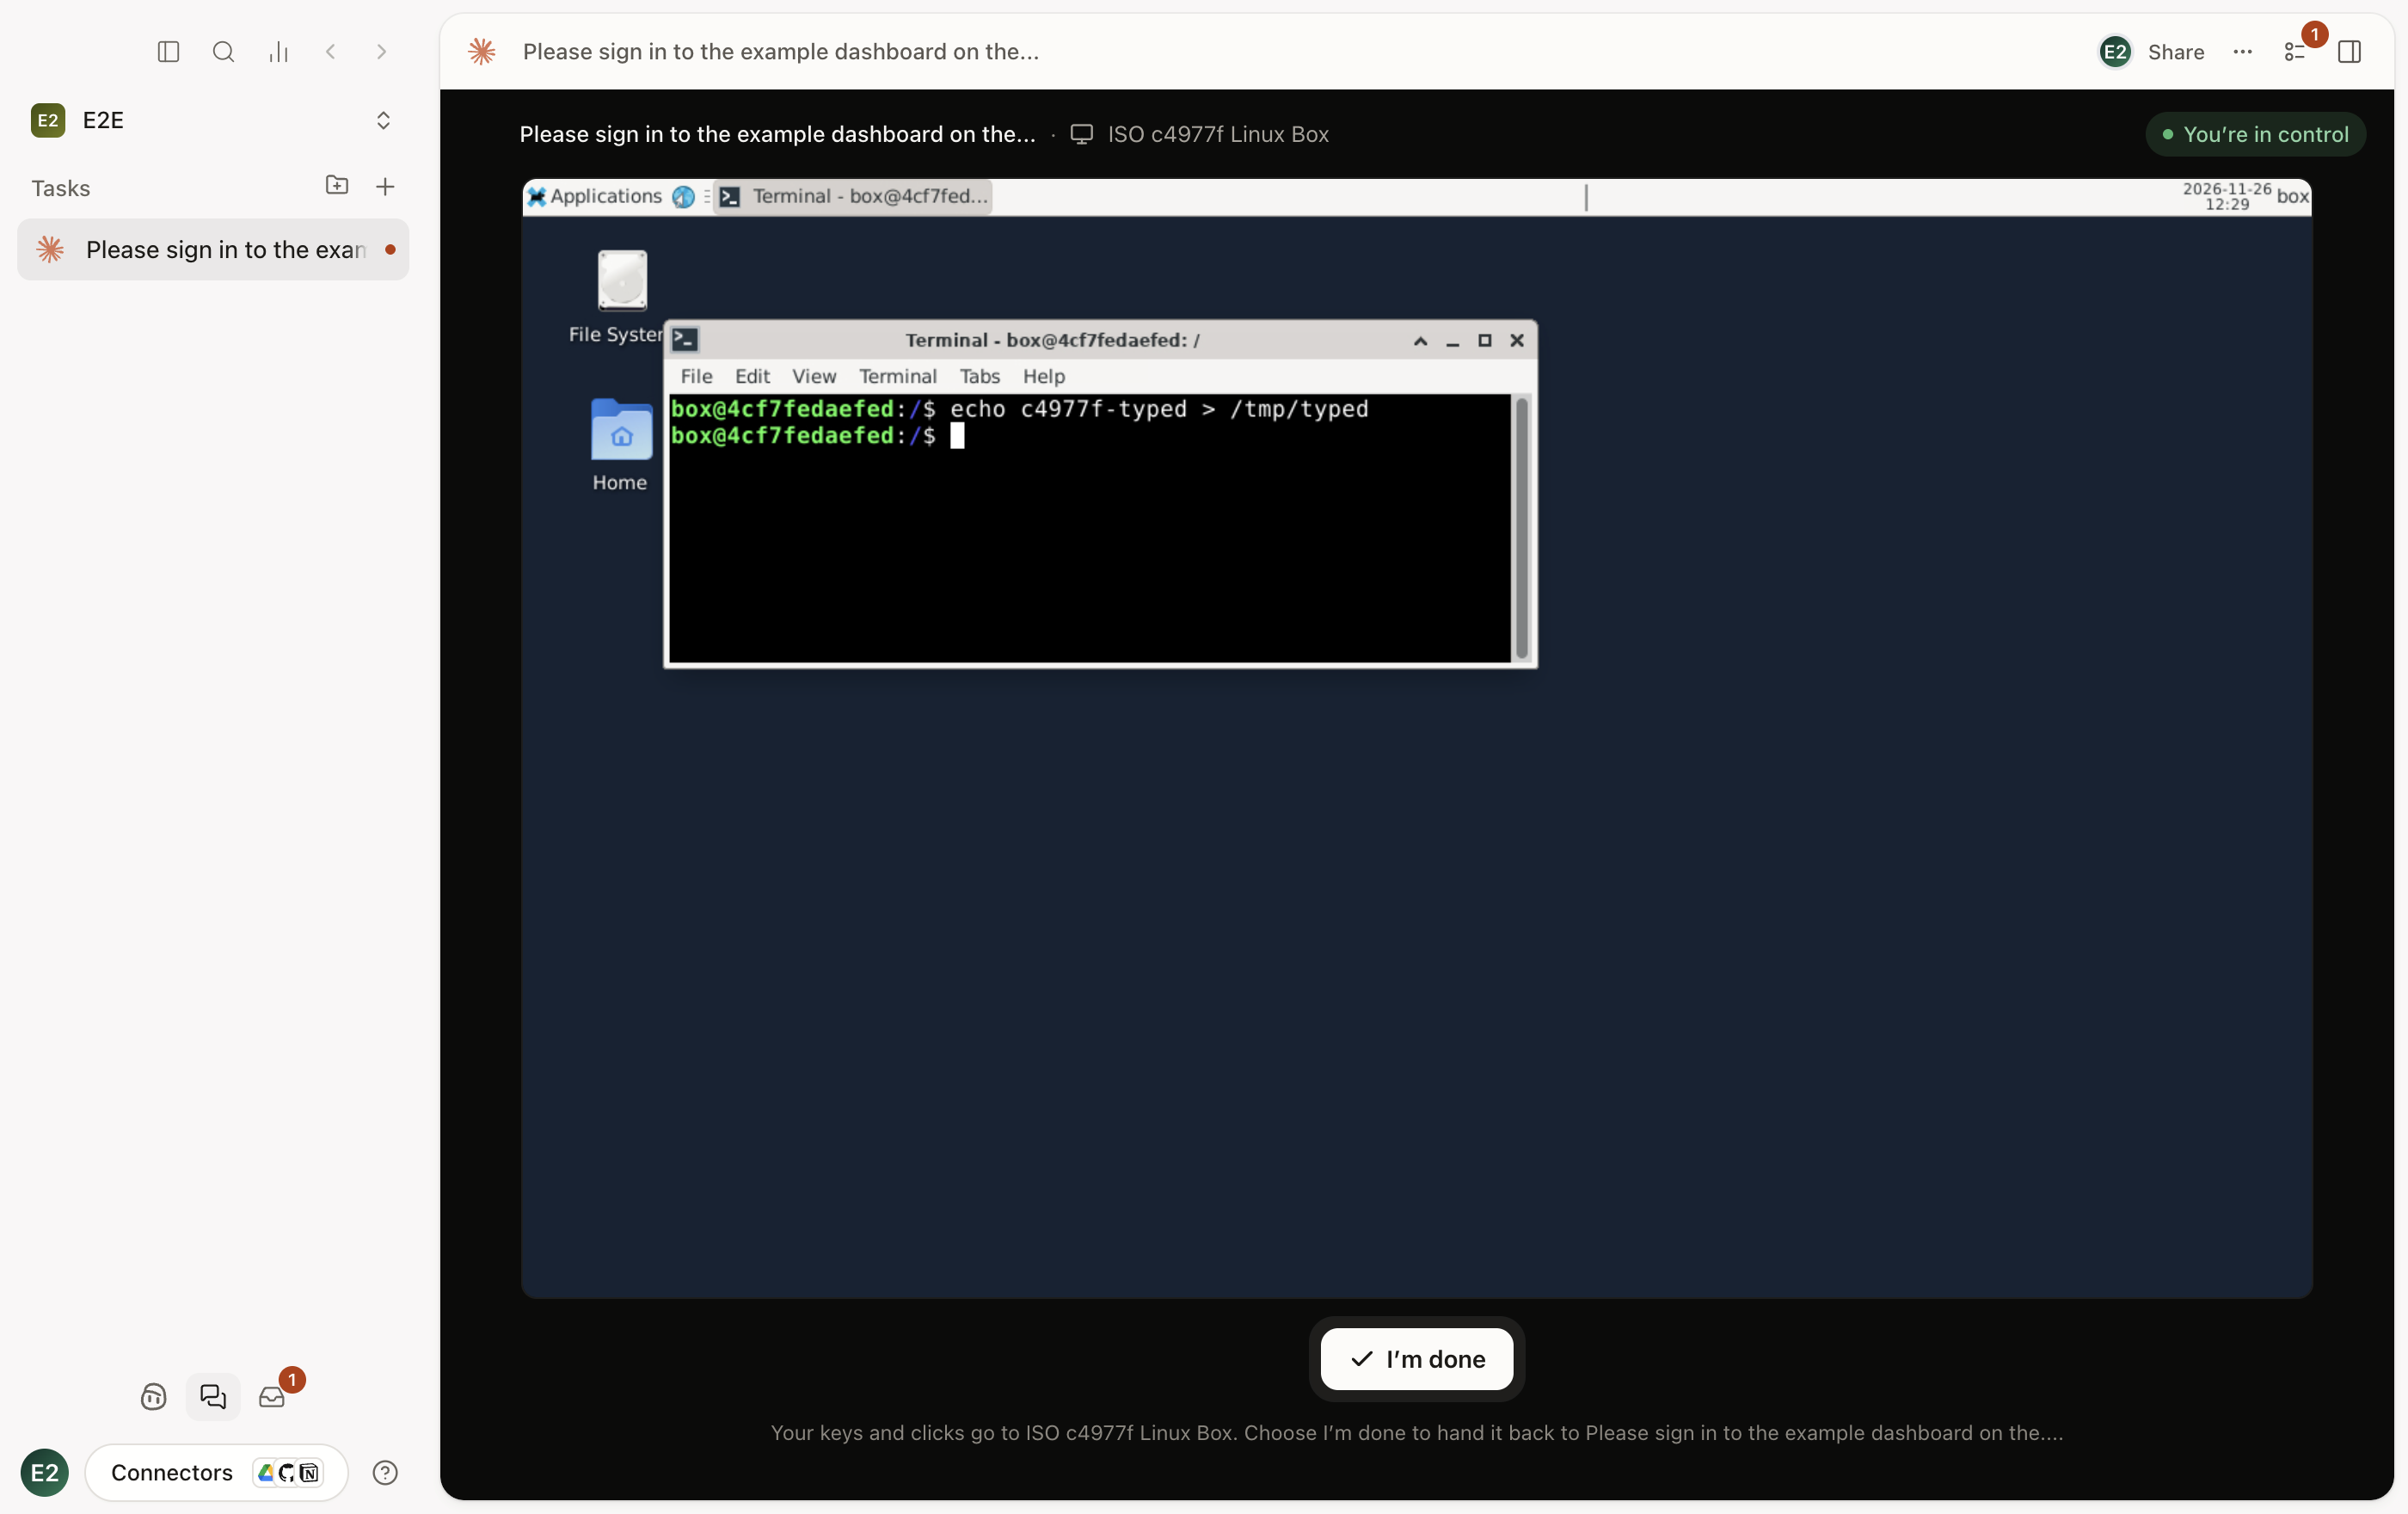 Please sign in to the example dashboard on the...
E2 Share
1
E2 E2E
Tasks
Please sign in to the exam
Please sign in to the example dashboard on the... · ISO c4977f Linux Box
You're in control
Applications
Terminal - box@4cf7fed...
2026-11-26
12:29
box
File System
Home
Terminal - box@4cf7fedaefed: /
File Edit View Terminal Tabs Help
box@4cf7fedaefed:/$ echo c4977f-typed > /tmp/typed
box@4cf7fedaefed:/$
I'm done
Your keys and clicks go to ISO c4977f Linux Box. Choose I'm done to hand it back to Please sign in to the example dashboard on the....
1
E2 Connectors